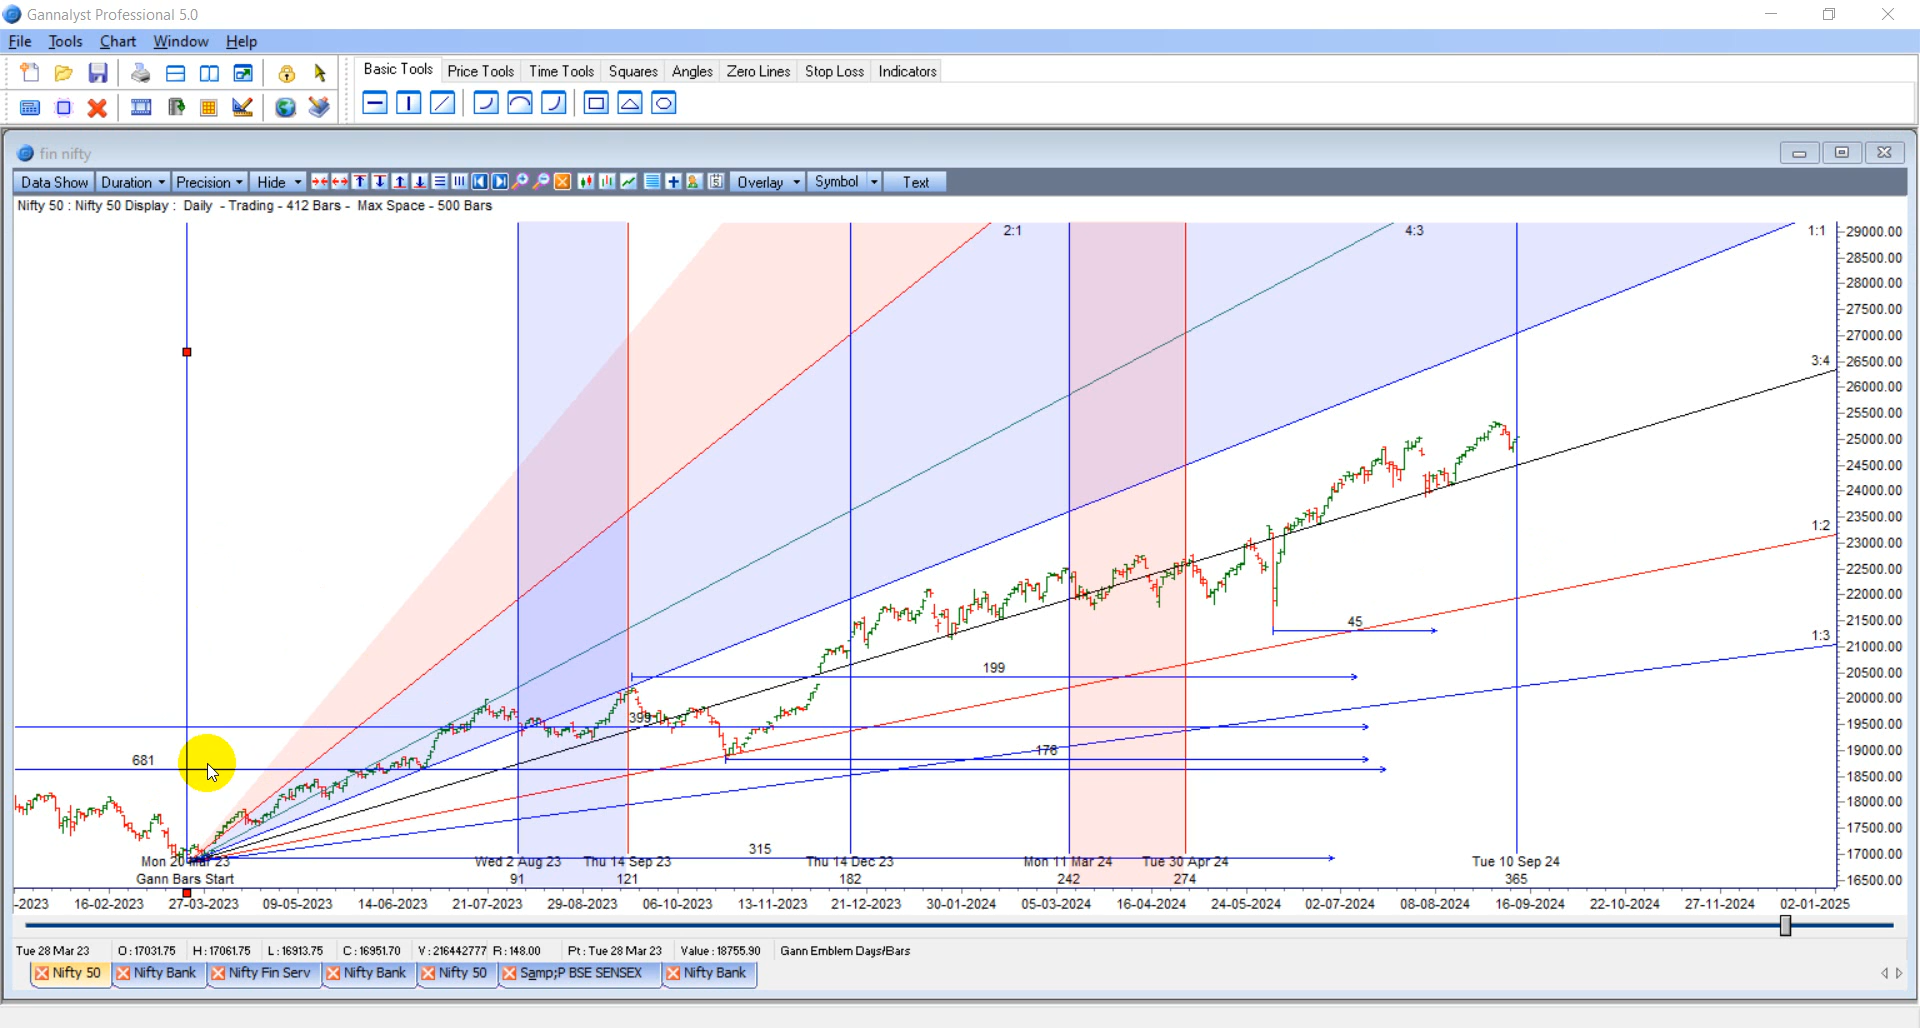 Gannalyst Professional 5.0
File Tools Chart Window Help
Basic Tools Price Tools Time Tools Squares Angles Zero Lines Stop Loss Indicators
fin nifty
Data Show Duration Precision Hide Overlay Symbol Text
Nifty 50 : Nifty 50 Display : Daily - Trading - 412 Bars - Max Space - 500 Bars
2:1 4:3 1:1
3:4
1:2
1:3
29000.00
28500.00
28000.00
27500.00
27000.00
26500.00
26000.00
25500.00
25000.00
24500.00
24000.00
23500.00
23000.00
22500.00
22000.00
21500.00
21000.00
20500.00
20000.00
19500.00
19000.00
18500.00
18000.00
17500.00
17000.00
16500.00
45
199
399
178
681
315
Mon 20 Mar 23 Wed 2 Aug 23 Thu 14 Sep 23 Thu 14 Dec 23 Mon 11 Mar 24 Tue 30 Apr 24 Tue 10 Sep 24
Gann Bars Start 91 121 182 242 274 365
-2023 16-02-2023 27-03-2023 09-05-2023 14-06-2023 21-07-2023 29-08-2023 06-10-2023 13-11-2023 21-12-2023 30-01-2024 05-03-2024 16-04-2024 24-05-2024 02-07-2024 08-08-2024 16-09-2024 22-10-2024 27-11-2024 02-01-2025
Tue 28 Mar 23 O : 17031.75 H : 17061.75 L : 16913.75 C : 16951.70 V : 216442777 R : 148.00 Pt : Tue 28 Mar 23 Value : 18755.90 Gann Emblem Days/Bars
Nifty 50 Nifty Bank Nifty Fin Serv Nifty Bank Nifty 50 Samp;P BSE SENSEX Nifty Bank